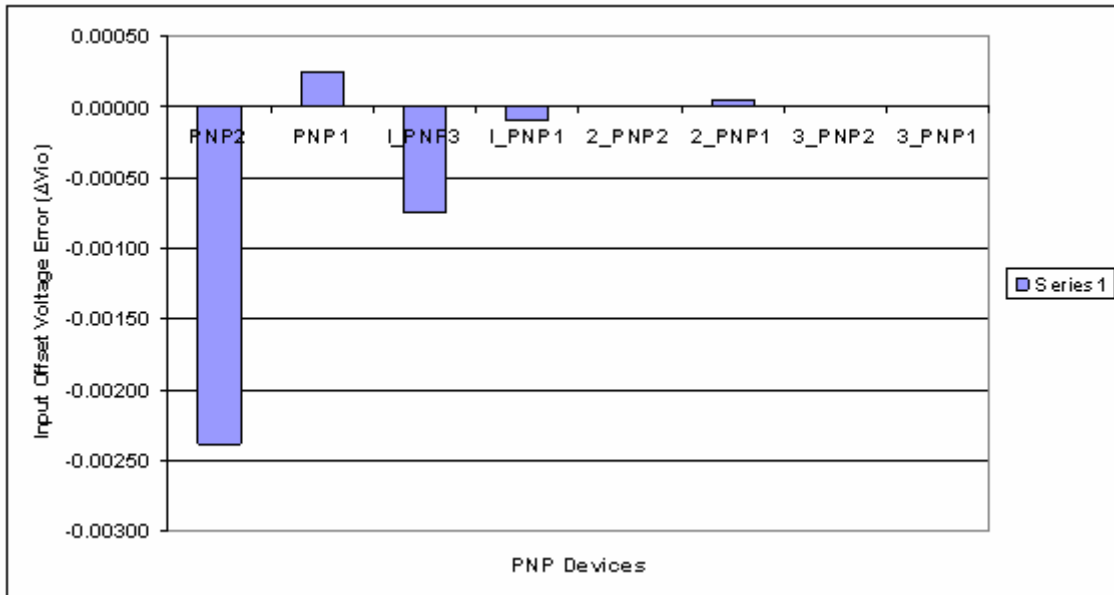 Input Offset Voltage Error (ΔVio)
0.00050
0.00000
-0.00050
-0.00100
-0.00150
-0.00200
-0.00250
-0.00300
PNP2 PNP1 I_PNP3 I_PNP1 2_PNP2 2_PNP1 3_PNP2 3_PNP1
PNP Devices
Series1